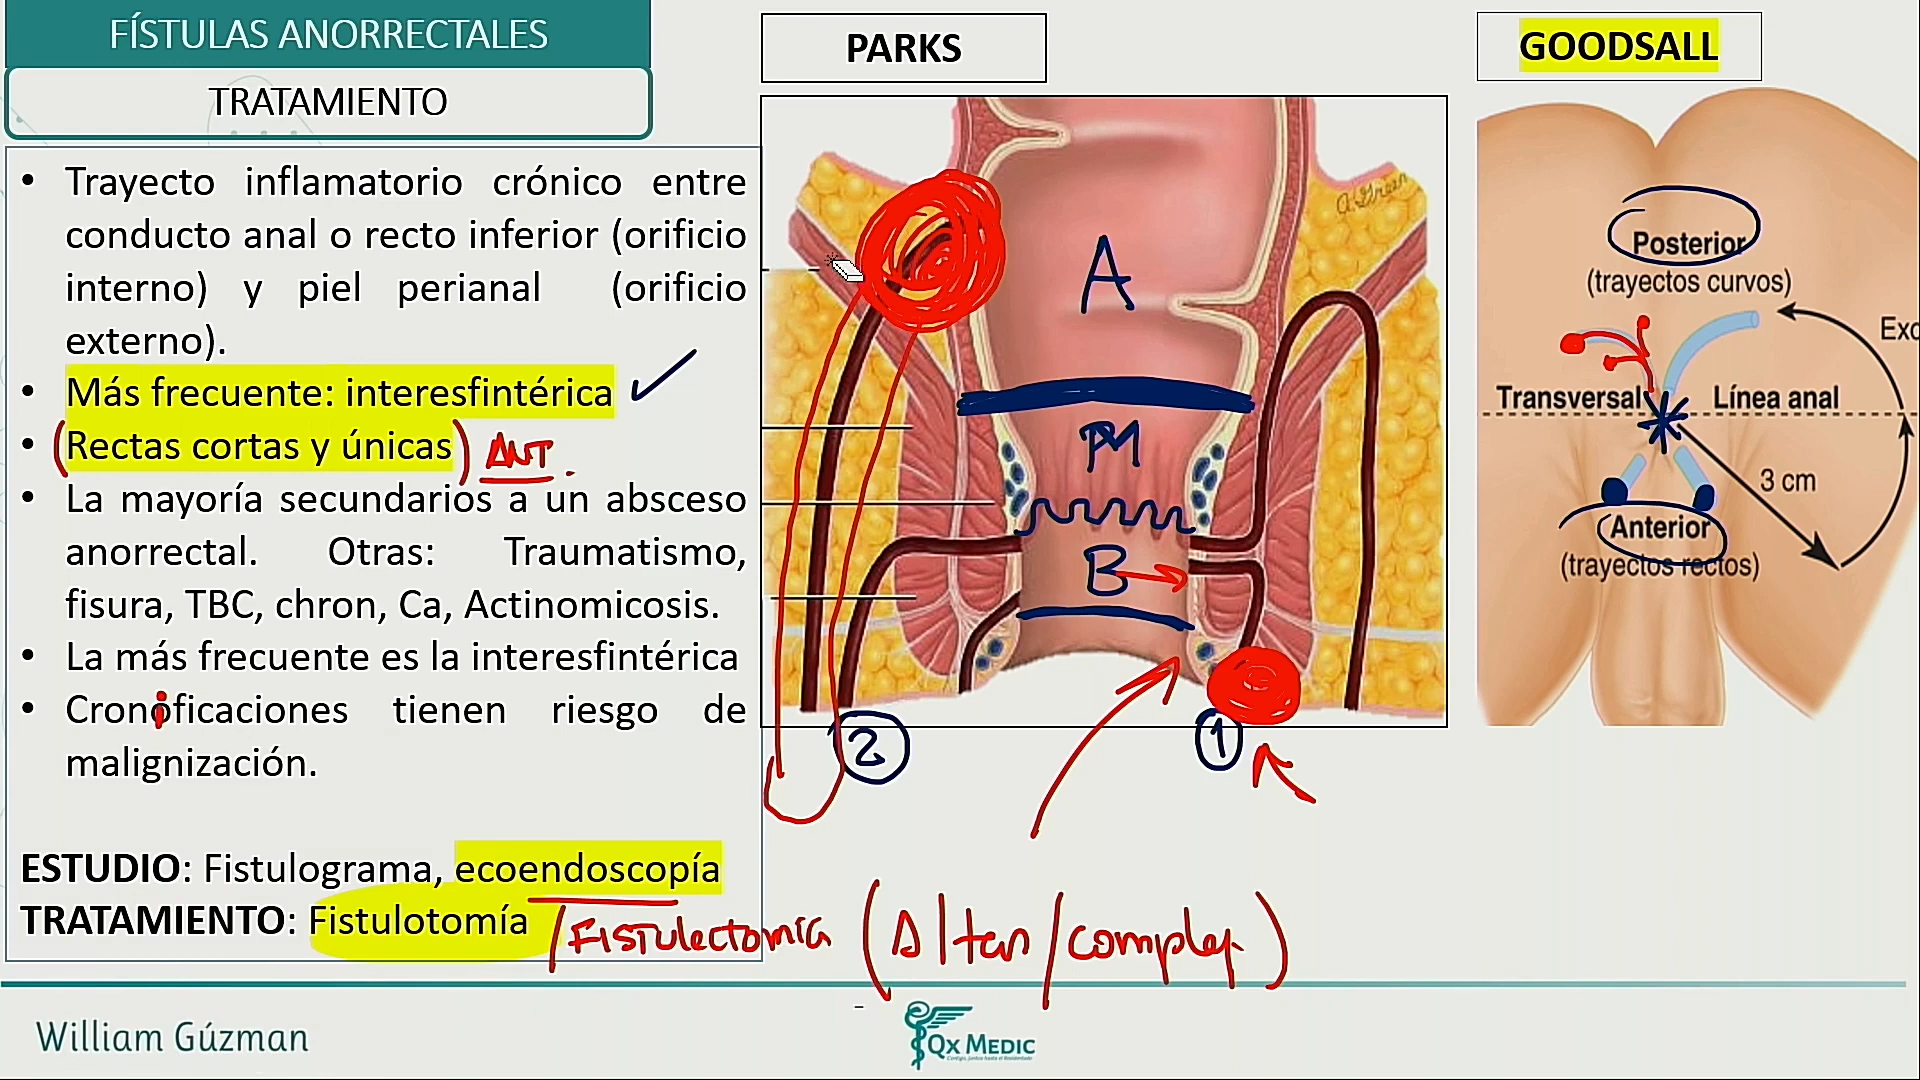 FÍSTULAS ANORRECTALES
TRATAMIENTO
• Trayecto inflamatorio crónico entre
conducto anal o recto inferior (orificio
interno) y piel perianal (orificio
externo).
• Más frecuente: interesfintérica
• (Rectas cortas y únicas) ANT.
• La mayoría secundarios a un absceso
anorrectal. Otras: Traumatismo,
fisura, TBC, chron, Ca, Actinomicosis.
• La más frecuente es la interesfintérica
• Cronificaciones tienen riesgo de
malignización.
ESTUDIO: Fistulograma, ecoendoscopía
TRATAMIENTO: Fistulotomía / FISTULECTOMÍA (Altas/complej)
PARKS
A. Green
A
M
B
2
1
GOODSALL
Posterior
(trayectos curvos)
Exc
Transversal Línea anal
3 cm
Anterior
(trayectos rectos)
William Gúzman
QX MEDIC